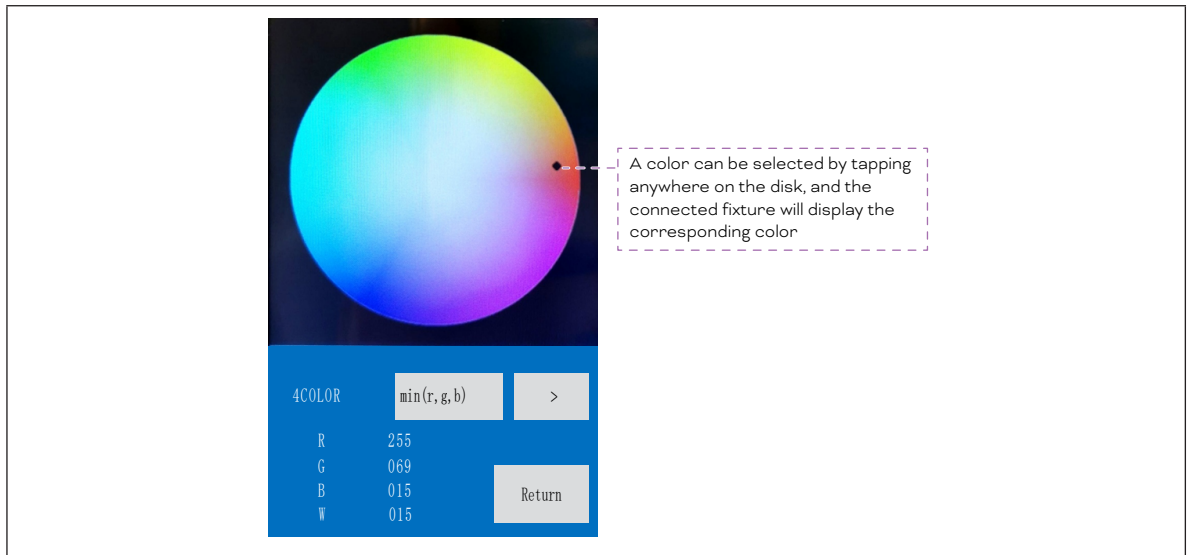 A color can be selected by tapping
anywhere on the disk, and the
connected fixture will display the
corresponding color
4COLOR min(r,g,b) >
R 255
G 069
B 015
W 015
Return